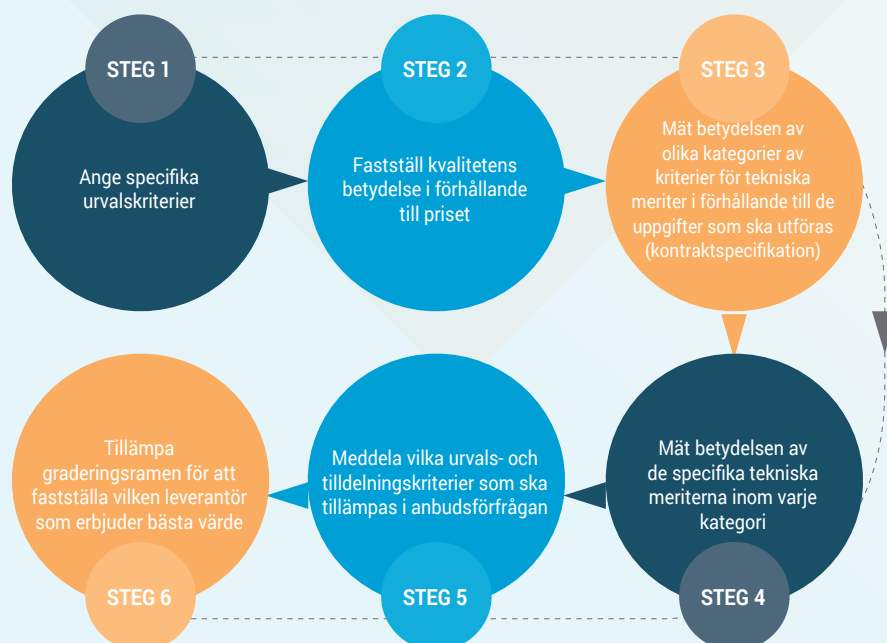 STEG 1
Ange specifika
urvalskriterier
STEG 2
Fastställ kvalitetens
betydelse i förhållande
till priset
STEG 3
Mät betydelsen av
olika kategorier av
kriterier för tekniska
meriter i förhållande till de
uppgifter som ska utföras
(kontraktspecifikation)
Mät betydelsen av
de specifika tekniska
meriterna inom varje
kategori
STEG 4
Meddela vilka urvals- och
tilldelningskriterier som ska
tillämpas i anbudsförfrågan
STEG 5
Tillämpa
graderingsramen för att
fastställa vilken leverantör
som erbjuder bästa värde
STEG 6